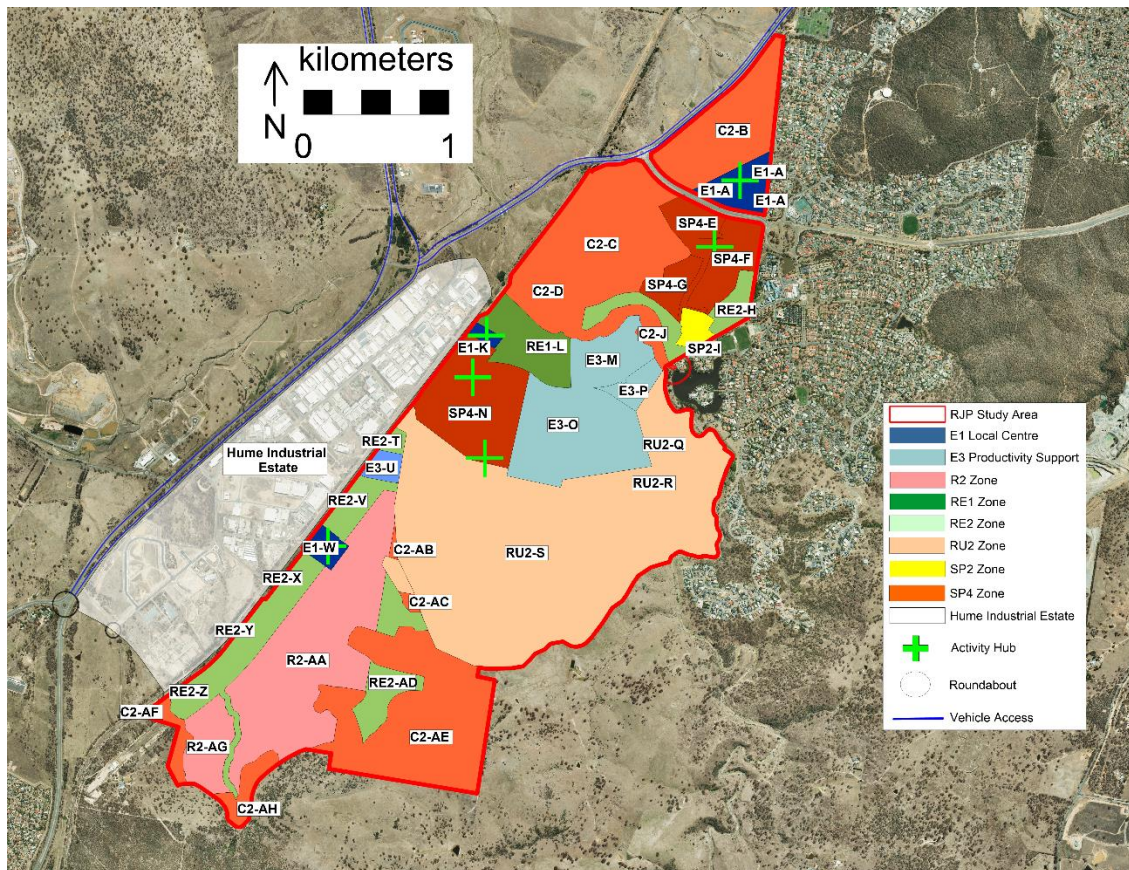 kilometers
N
0 1
C2-B
E1-A
E1-A
E1-A
SP4-E
C2-C
SP4-F
SP4-G
C2-D
RE2-H
C2-J
E1-K
RE1-L
SP2-I
E3-M
E3-P
SP4-N
E3-O
RE2-T
RU2-Q
Hume Industrial
Estate
E3-U
RU2-R
RE2-V
E1-W
C2-AB
RU2-S
RE2-X
C2-AC
RE2-Y
R2-AA
RE2-AD
RE2-Z
C2-AF
C2-AE
R2-AG
C2-AH
RJP Study Area
E1 Local Centre
E3 Productivity Support
R2 Zone
RE1 Zone
RE2 Zone
RU2 Zone
SP2 Zone
SP4 Zone
Hume Industrial Estate
Activity Hub
Roundabout
Vehicle Access